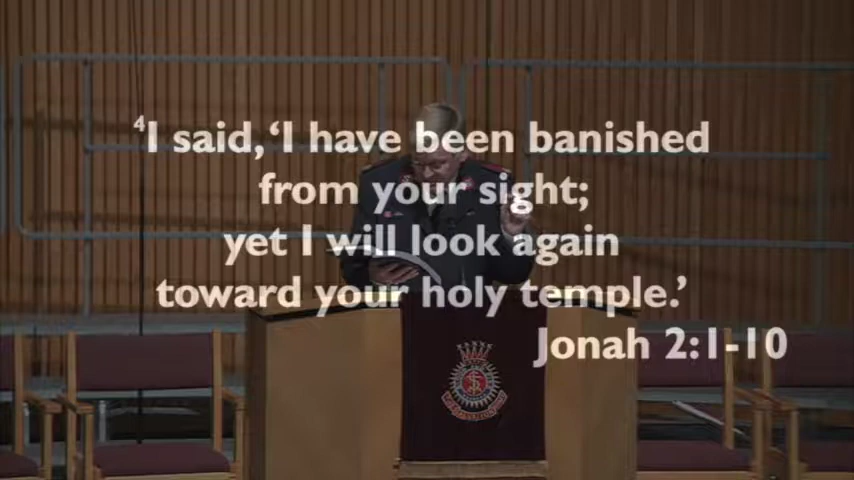 ⁴I said, ‘I have been banished
from your sight;
yet I will look again
toward your holy temple.’
Jonah 2:1-10